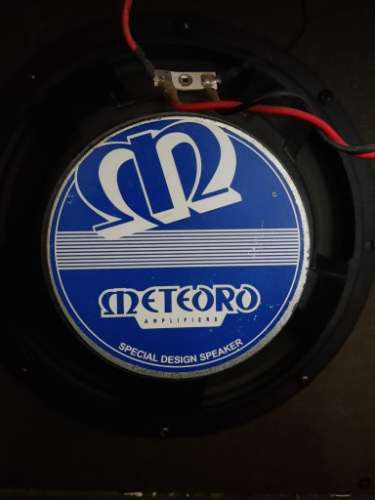 M
METEORO
AMPLIFIERS
SPECIAL DESIGN SPEAKER